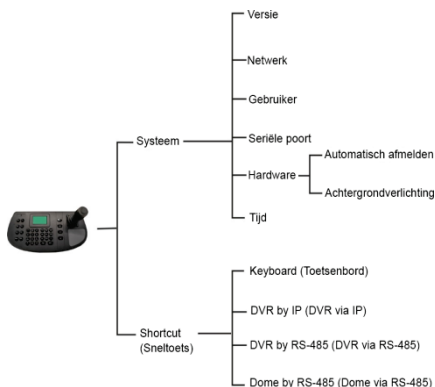 Versie
Netwerk
Gebruiker
Systeem
Seriële poort
Automatisch afmelden
Hardware
Achtergrondverlichting
Tijd
Keyboard (Toetsenbord)
DVR by IP (DVR via IP)
Shortcut
(Sneltoets)
DVR by RS-485 (DVR via RS-485)
Dome by RS-485 (Dome via RS-485)